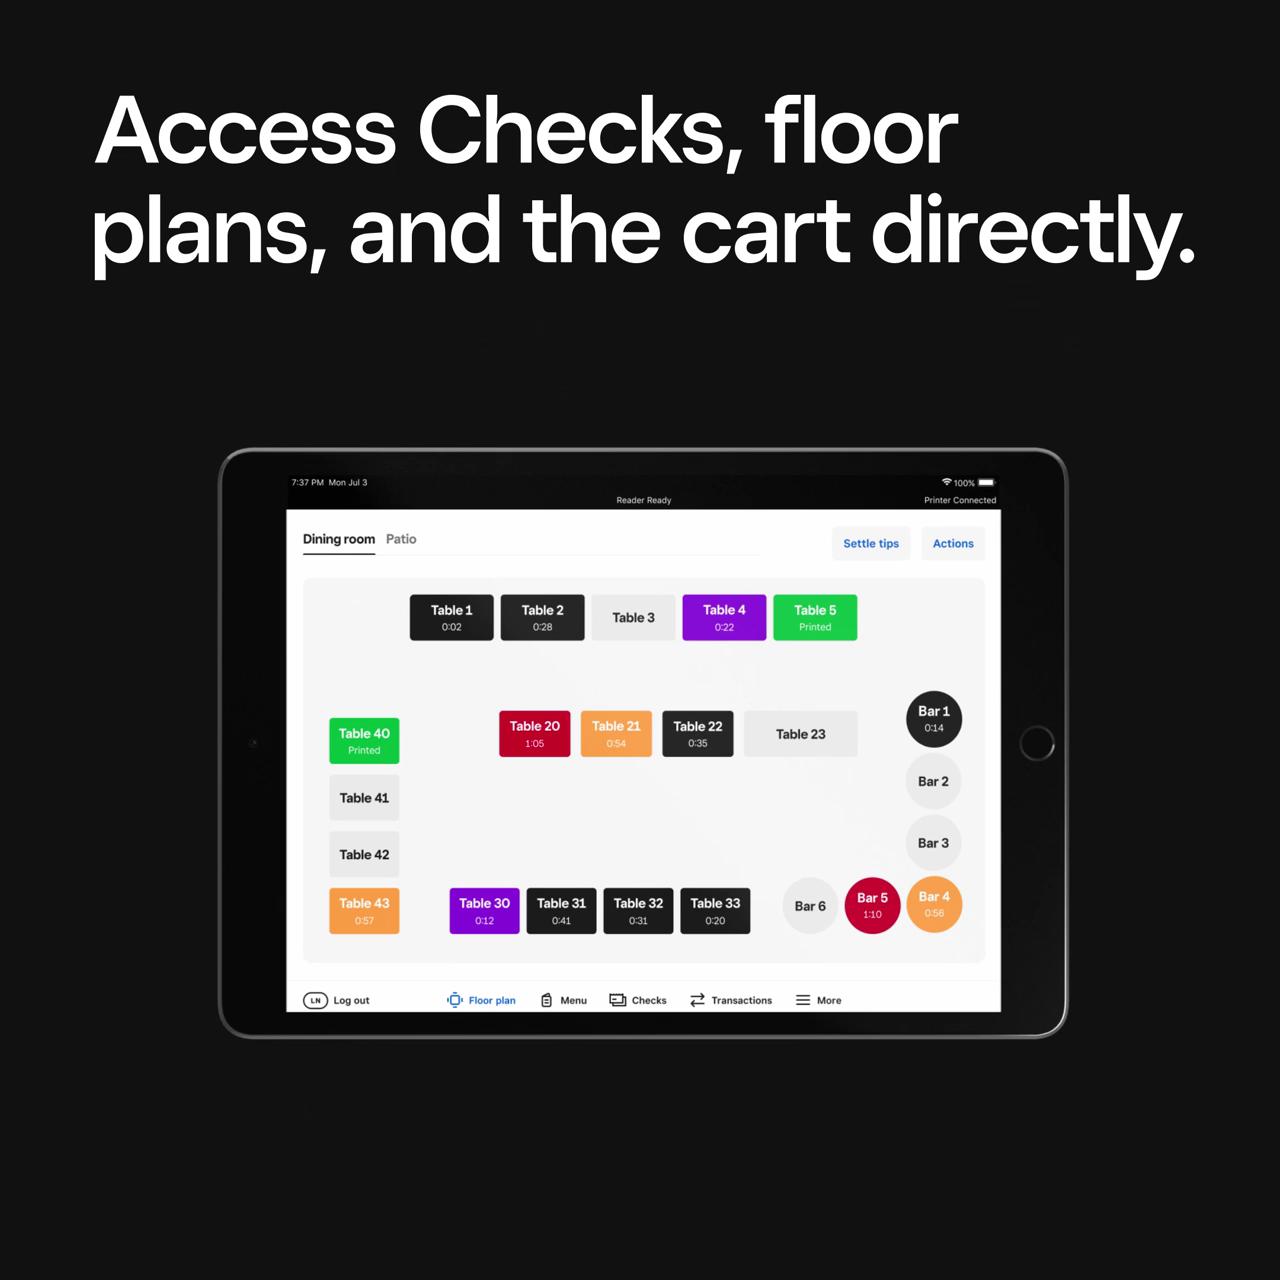 Access Checks, floor
plans, and the cart directly.
7:37 PM Mon Jul 3
100%
Reader Ready
Printer Connected
Dining room Patio
Settle tips Actions
Table 1 Table 2 Table 3 Table 4 Table 5
0:02 0:28 0:22 Printed
Table 40
Printed
Table 41
Table 42
Table 43
0:57
Table 20 Table 21 Table 22 Table 23
1:05 0:54 0:35
Bar 1
0:14
Bar 2
Bar 3
Table 30 Table 31 Table 32 Table 33
0:12 0:41 0:31 0:20
Bar 6 Bar 5 Bar 4
1:10 0:56
LN Log out Floor plan Menu Checks Transactions More